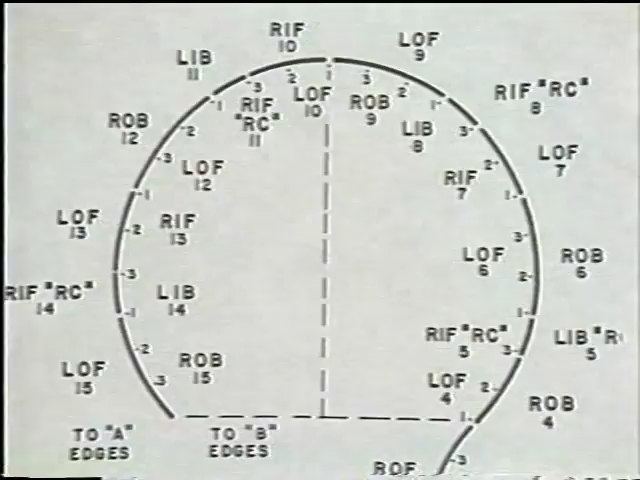 RIF
10
LOF
9
LIB
11
RIF "RC"
8
2
1
3
3
2
RIF
"RC"
11
LOF
10
ROB
9
1
1
ROB
12
2
LIB
8
3
LOF
7
3
LOF
12
RIF
7
2
1
1
LOF
13
2
RIF
13
3
LOF
6
ROB
6
3
2
RIF "RC"
14
LIB
14
1
1
RIF "RC"
5
3
LIB "R
5
2
ROB
15
LOF
15
3
LOF
4
2
ROB
4
1
TO "A"
EDGES
TO "B"
EDGES
ROF
3